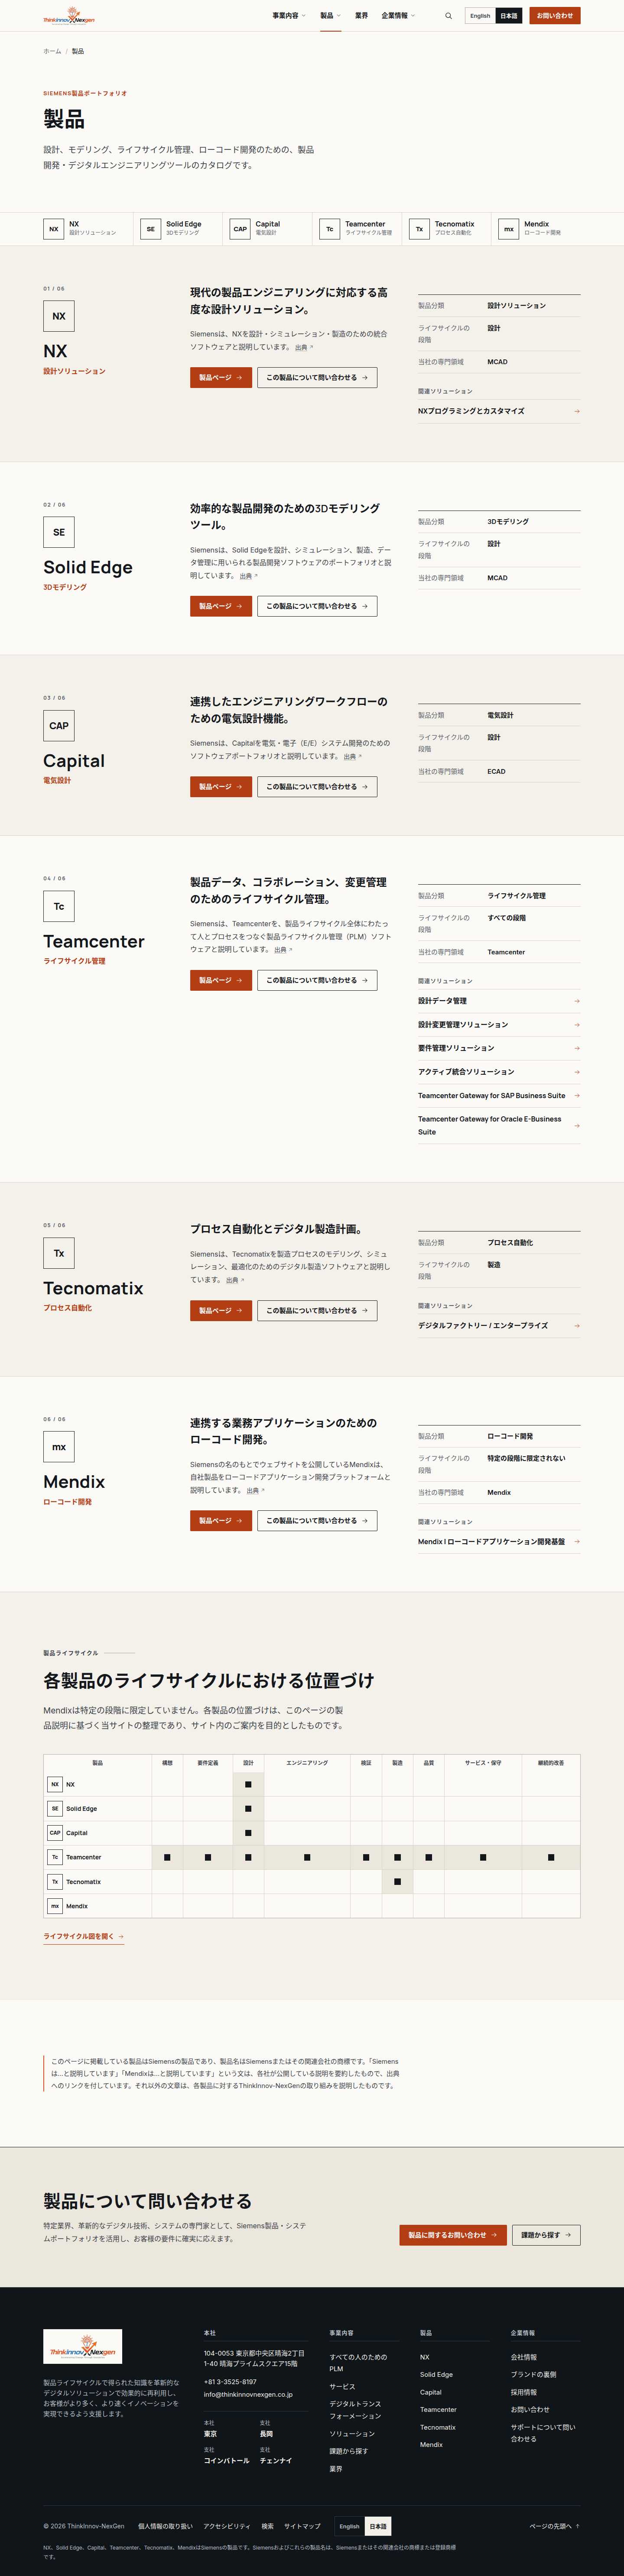 ThinkInnov-Nexgen
事業内容
製品
業界
企業情報
English
日本語
お問い合わせ
ホーム / 製品
SIEMENS製品ポートフォリオ
製品
設計、モデリング、ライフサイクル管理、ローコード開発のための、製品
開発・デジタルエンジニアリングツールのカタログです。
NX NX 設計ソリューション
SE Solid Edge 3Dモデリング
CAP Capital 電気設計
Tc Teamcenter ライフサイクル管理
Tx Tecnomatix プロセス自動化
mx Mendix ローコード開発
01 / 06
NX
NX
設計ソリューション
現代の製品エンジニアリングに対応する高
度な設計ソリューション。
Siemensは、NXを設計・シミュレーション・製造のための統合
ソフトウェアと説明しています。 出典 ↗
製品ページ →
この製品について問い合わせる →
製品分類 設計ソリューション
ライフサイクルの
段階 設計
当社の専門領域 MCAD
関連ソリューション
NXプログラミングとカスタマイズ →
02 / 06
SE
Solid Edge
3Dモデリング
効率的な製品開発のための3Dモデリング
ツール。
Siemensは、Solid Edgeを設計、シミュレーション、製造、デー
タ管理に用いられる製品開発ソフトウェアのポートフォリオと説
明しています。 出典 ↗
製品ページ →
この製品について問い合わせる →
製品分類 3Dモデリング
ライフサイクルの
段階 設計
当社の専門領域 MCAD
03 / 06
CAP
Capital
電気設計
連携したエンジニアリングワークフローの
ための電気設計機能。
Siemensは、Capitalを電気・電子（E/E）システム開発のための
ソフトウェアポートフォリオと説明しています。 出典 ↗
製品ページ →
この製品について問い合わせる →
製品分類 電気設計
ライフサイクルの
段階 設計
当社の専門領域 ECAD
04 / 06
Tc
Teamcenter
ライフサイクル管理
製品データ、コラボレーション、変更管理
のためのライフサイクル管理。
Siemensは、Teamcenterを、製品ライフサイクル全体にわたっ
て人とプロセスをつなぐ製品ライフサイクル管理（PLM）ソフト
ウェアと説明しています。 出典 ↗
製品ページ →
この製品について問い合わせる →
製品分類 ライフサイクル管理
ライフサイクルの
段階 すべての段階
当社の専門領域 Teamcenter
関連ソリューション
設計データ管理 →
設計変更管理ソリューション →
要件管理ソリューション →
アクティブ統合ソリューション →
Teamcenter Gateway for SAP Business Suite →
Teamcenter Gateway for Oracle E-Business
Suite →
05 / 06
Tx
Tecnomatix
プロセス自動化
プロセス自動化とデジタル製造計画。
Siemensは、Tecnomatixを製造プロセスのモデリング、シミュ
レーション、最適化のためのデジタル製造ソフトウェアと説明し
ています。 出典 ↗
製品ページ →
この製品について問い合わせる →
製品分類 プロセス自動化
ライフサイクルの
段階 製造
関連ソリューション
デジタルファクトリー / エンタープライズ →
06 / 06
mx
Mendix
ローコード開発
連携する業務アプリケーションのための
ローコード開発。
Siemensの名のもとでウェブサイトを公開しているMendixは、
自社製品をローコードアプリケーション開発プラットフォームと
説明しています。 出典 ↗
製品ページ →
この製品について問い合わせる →
製品分類 ローコード開発
ライフサイクルの
段階 特定の段階に限定されない
当社の専門領域 Mendix
関連ソリューション
Mendix | ローコードアプリケーション開発基盤 →
製品ライフサイクル
各製品のライフサイクルにおける位置づけ
Mendixは特定の段階に限定していません。各製品の位置づけは、このページの製
品説明に基づく当サイトの整理であり、サイト内のご案内を目的としたものです。
製品 構想 要件定義 設計 エンジニアリング 検証 製造 品質 サービス・保守 継続的改善
NX NX
SE Solid Edge
CAP Capital
Tc Teamcenter
Tx Tecnomatix
mx Mendix
ライフサイクル図を開く →
このページに掲載している製品はSiemensの製品であり、製品名はSiemensまたはその関連会社の商標です。「Siemens
は…と説明しています」「Mendixは…と説明しています」という文は、各社が公開している説明を要約したもので、出典
へのリンクを付しています。それ以外の文章は、各製品に対するThinkInnov-NexGenの取り組みを説明したものです。
製品について問い合わせる
特定業界、革新的なデジタル技術、システムの専門家として、Siemens製品・システ
ムポートフォリオを活用し、お客様の要件に確実に応えます。
製品に関するお問い合わせ →
課題から探す →
ThinkInnov-Nexgen
製品ライフサイクルで得られた知識を革新的な
デジタルソリューションで効果的に再利用し、
お客様がより多く、より速くイノベーションを
実現できるよう支援します。
本社
104-0053 東京都中央区晴海2丁目
1-40 晴海プライムスクエア15階
+81 3-3525-8197
info@thinkinnovnexgen.co.jp
本社
東京
支社
長岡
支社
コインバトール
支社
チェンナイ
事業内容
すべての人のための
PLM
サービス
デジタルトランス
フォーメーション
ソリューション
課題から探す
業界
製品
NX
Solid Edge
Capital
Teamcenter
Tecnomatix
Mendix
企業情報
会社情報
ブランドの裏側
採用情報
お問い合わせ
サポートについて問い
合わせる
© 2026 ThinkInnov-NexGen
個人情報の取り扱い
アクセシビリティ
検索
サイトマップ
English
日本語
ページの先頭へ ↑
NX、Solid Edge、Capital、Teamcenter、Tecnomatix、MendixはSiemensの製品です。Siemensおよびこれらの製品名は、Siemensまたはその関連会社の商標または登録商標
です。